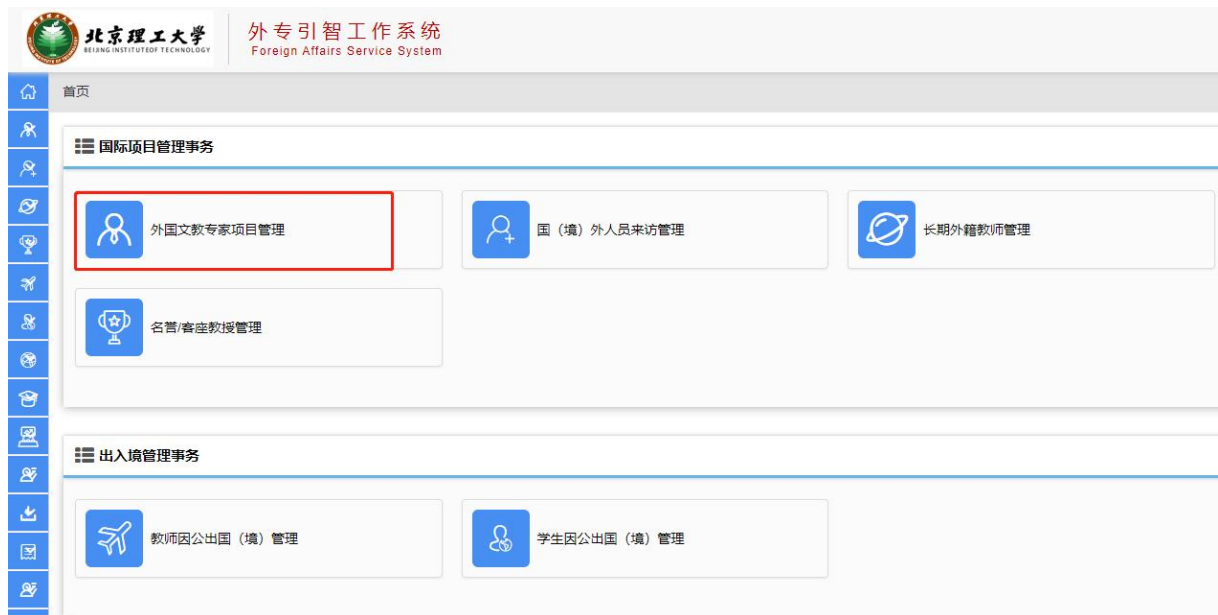 北京理工大学
BEIJING INSTITUTE OF TECHNOLOGY
外专引智工作系统
Foreign Affairs Service System
首页
国际项目管理事务
外国文教专家项目管理
国（境）外人员来访管理
长期外籍教师管理
名誉/客座教授管理
出入境管理事务
教师因公出国（境）管理
学生因公出国（境）管理